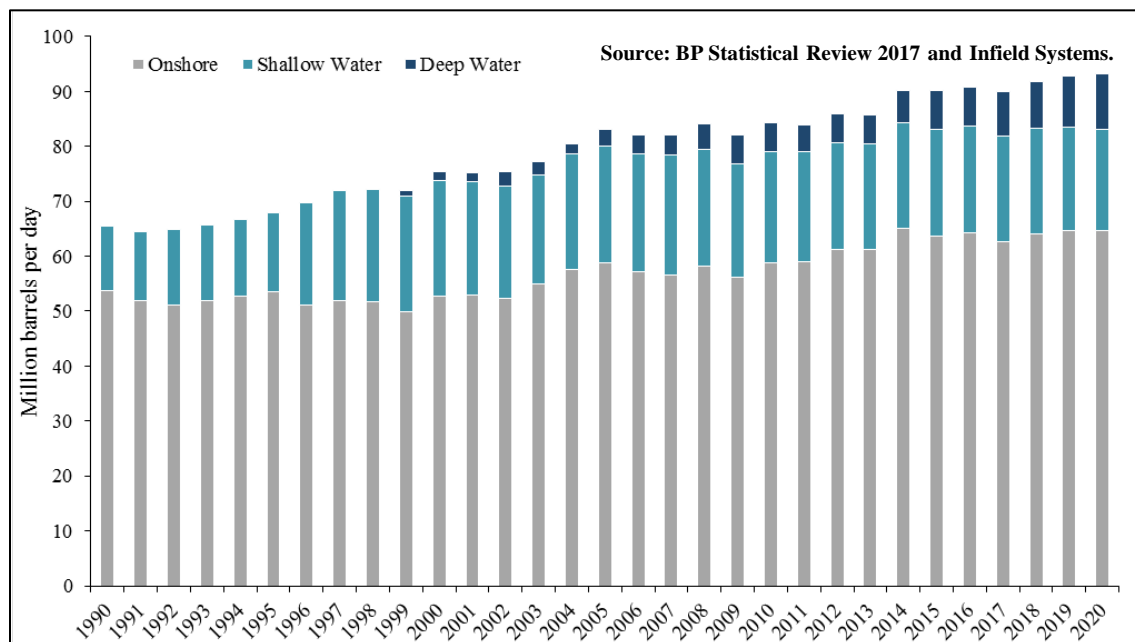 Source: BP Statistical Review 2017 and Infield Systems.
Onshore Shallow Water Deep Water
Million barrels per day
100
90
80
70
60
50
40
30
20
10
0
1990 1991 1992 1993 1994 1995 1996 1997 1998 1999 2000 2001 2002 2003 2004 2005 2006 2007 2008 2009 2010 2011 2012 2013 2014 2015 2016 2017 2018 2019 2020